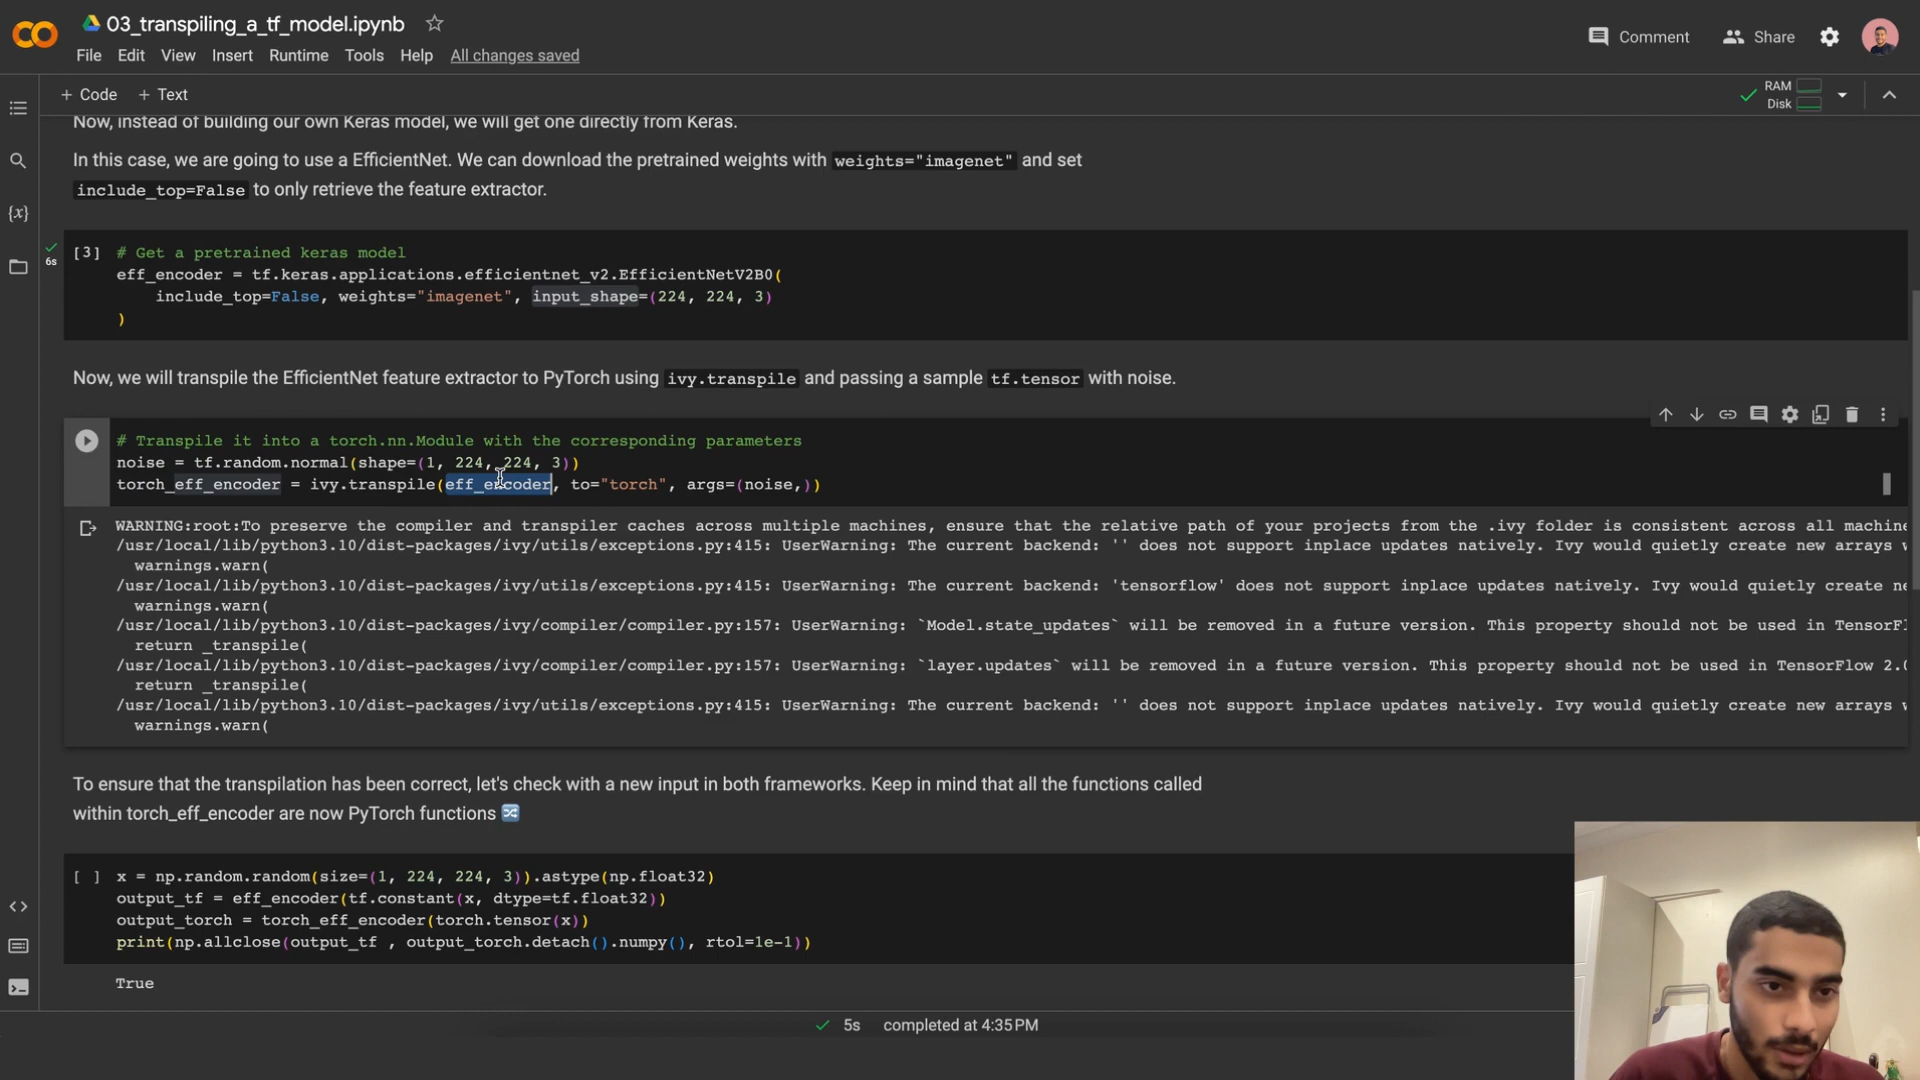 03_transpiling_a_tf_model.ipynb
File Edit View Insert Runtime Tools Help All changes saved
Comment Share
+ Code + Text
RAM
Disk
Now, instead of building our own Keras model, we will get one directly from Keras.
In this case, we are going to use a EfficientNet. We can download the pretrained weights with weights="imagenet" and set
include_top=False to only retrieve the feature extractor.
6s
[3] # Get a pretrained keras model
eff_encoder = tf.keras.applications.efficientnet_v2.EfficientNetV2B0(
include_top=False, weights="imagenet", input_shape=(224, 224, 3)
)
Now, we will transpile the EfficientNet feature extractor to PyTorch using ivy.transpile and passing a sample tf.tensor with noise.
# Transpile it into a torch.nn.Module with the corresponding parameters
noise = tf.random.normal(shape=(1, 224, 224, 3))
torch_eff_encoder = ivy.transpile(eff_encoder, to="torch", args=(noise,))
WARNING:root:To preserve the compiler and transpiler caches across multiple machines, ensure that the relative path of your projects from the .ivy folder is consistent across all machine
/usr/local/lib/python3.10/dist-packages/ivy/utils/exceptions.py:415: UserWarning: The current backend: '' does not support inplace updates natively. Ivy would quietly create new arrays w
warnings.warn(
/usr/local/lib/python3.10/dist-packages/ivy/utils/exceptions.py:415: UserWarning: The current backend: 'tensorflow' does not support inplace updates natively. Ivy would quietly create ne
warnings.warn(
/usr/local/lib/python3.10/dist-packages/ivy/compiler/compiler.py:157: UserWarning: `Model.state_updates` will be removed in a future version. This property should not be used in TensorFl
return _transpile(
/usr/local/lib/python3.10/dist-packages/ivy/compiler/compiler.py:157: UserWarning: `layer.updates` will be removed in a future version. This property should not be used in TensorFlow 2.0
return _transpile(
/usr/local/lib/python3.10/dist-packages/ivy/utils/exceptions.py:415: UserWarning: The current backend: '' does not support inplace updates natively. Ivy would quietly create new arrays w
warnings.warn(
To ensure that the transpilation has been correct, let's check with a new input in both frameworks. Keep in mind that all the functions called
within torch_eff_encoder are now PyTorch functions 🔀
[ ] x = np.random.random(size=(1, 224, 224, 3)).astype(np.float32)
output_tf = eff_encoder(tf.constant(x, dtype=tf.float32))
output_torch = torch_eff_encoder(torch.tensor(x))
print(np.allclose(output_tf , output_torch.detach().numpy(), rtol=1e-1))
True
5s completed at 4:35 PM